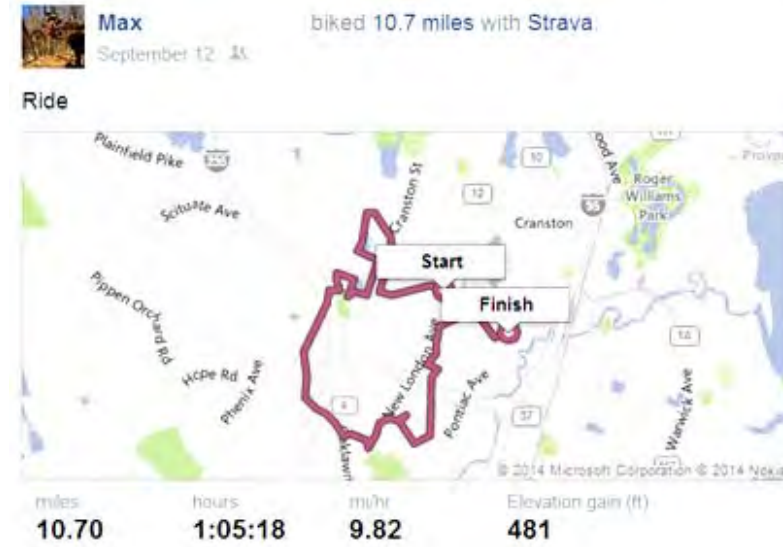 Max biked 10.7 miles with Strava
September 12
Ride
Plainfield Pike
Scituate Ave
Cranston St
10
12
95
Roger
Williams
Park
Cranston
Start
Finish
Pippen Orchard Rd
Hope Rd
Phenix Ave
New London Ave
Pontiac Ave
Warwick Ave
37
© 2014 Microsoft Corporation © 2014 Nokia
miles hours mi/hr Elevation gain (ft)
10.70 1:05:18 9.82 481